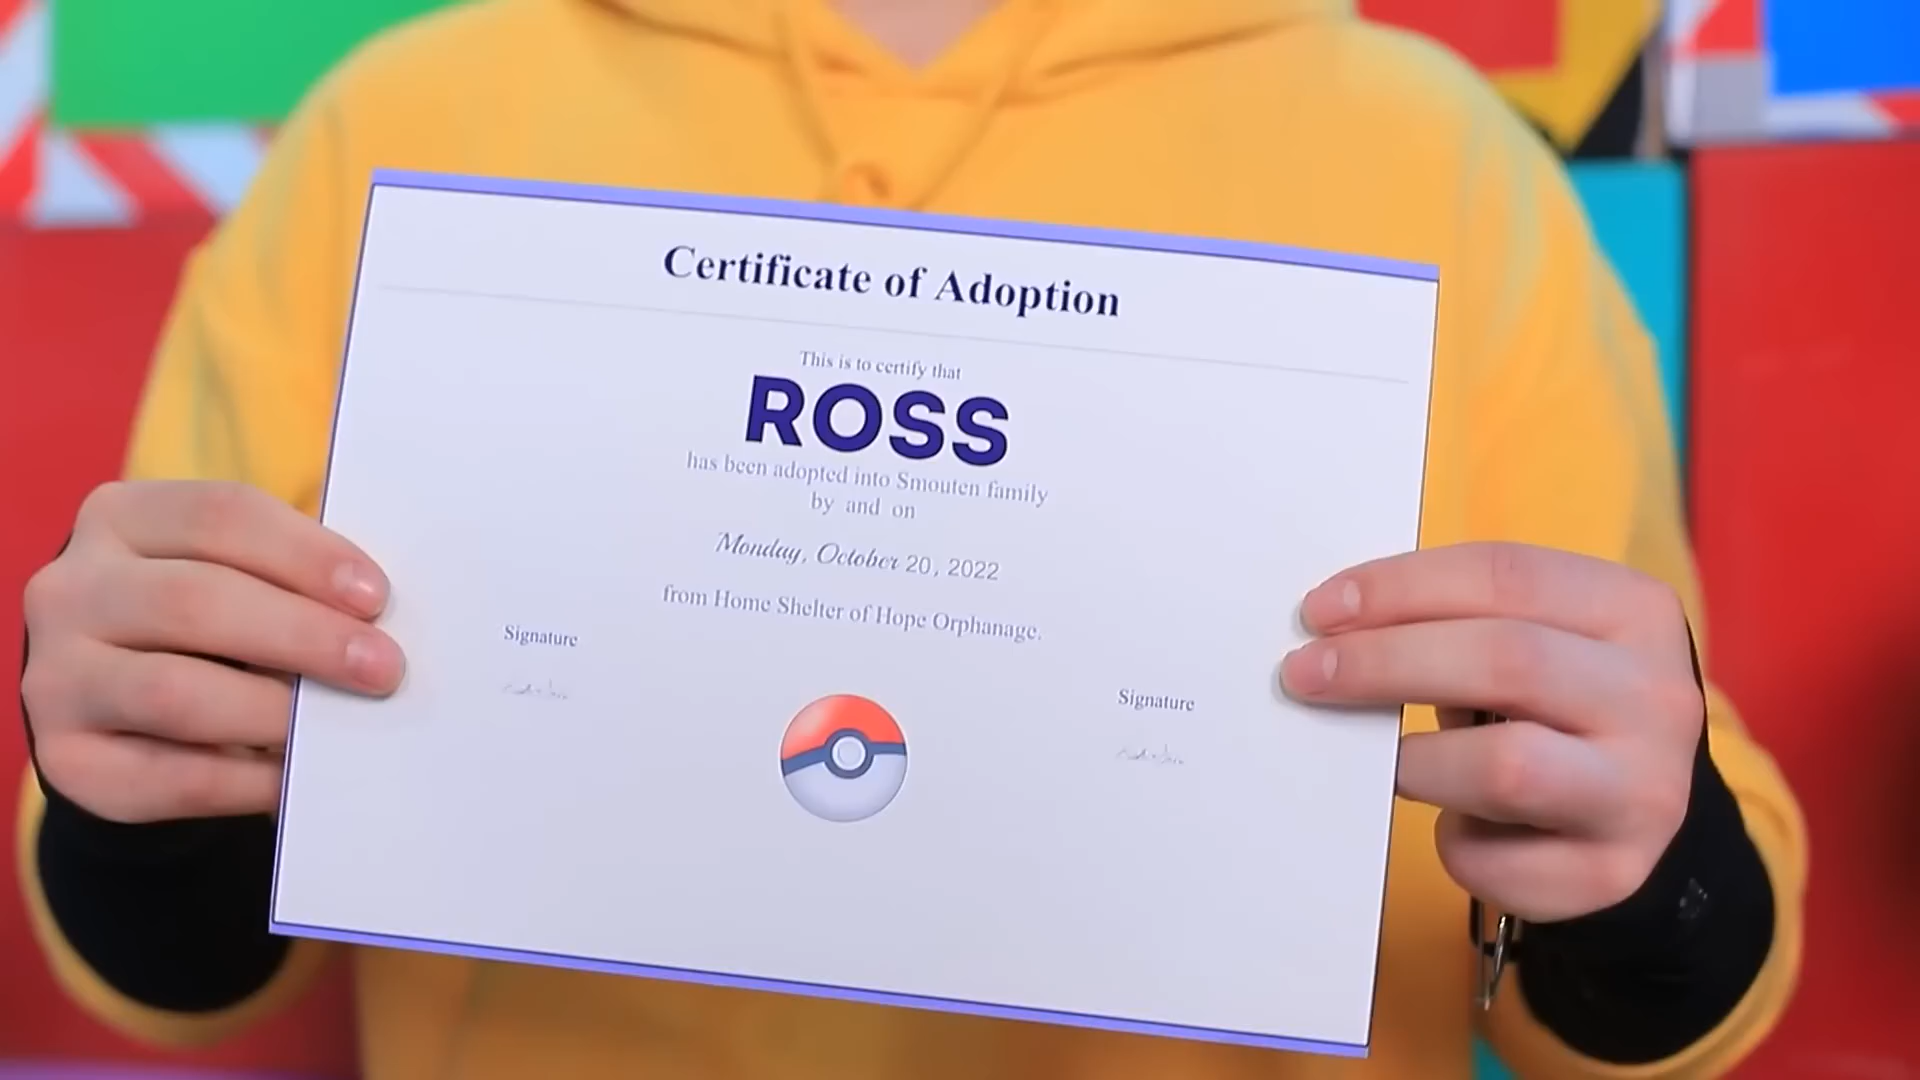 Certificate of Adoption
This is to certify that
ROSS
has been adopted into Smouten family
by and on
Monday, October 20, 2022
from Home Shelter of Hope Orphanage.
Signature
Signature